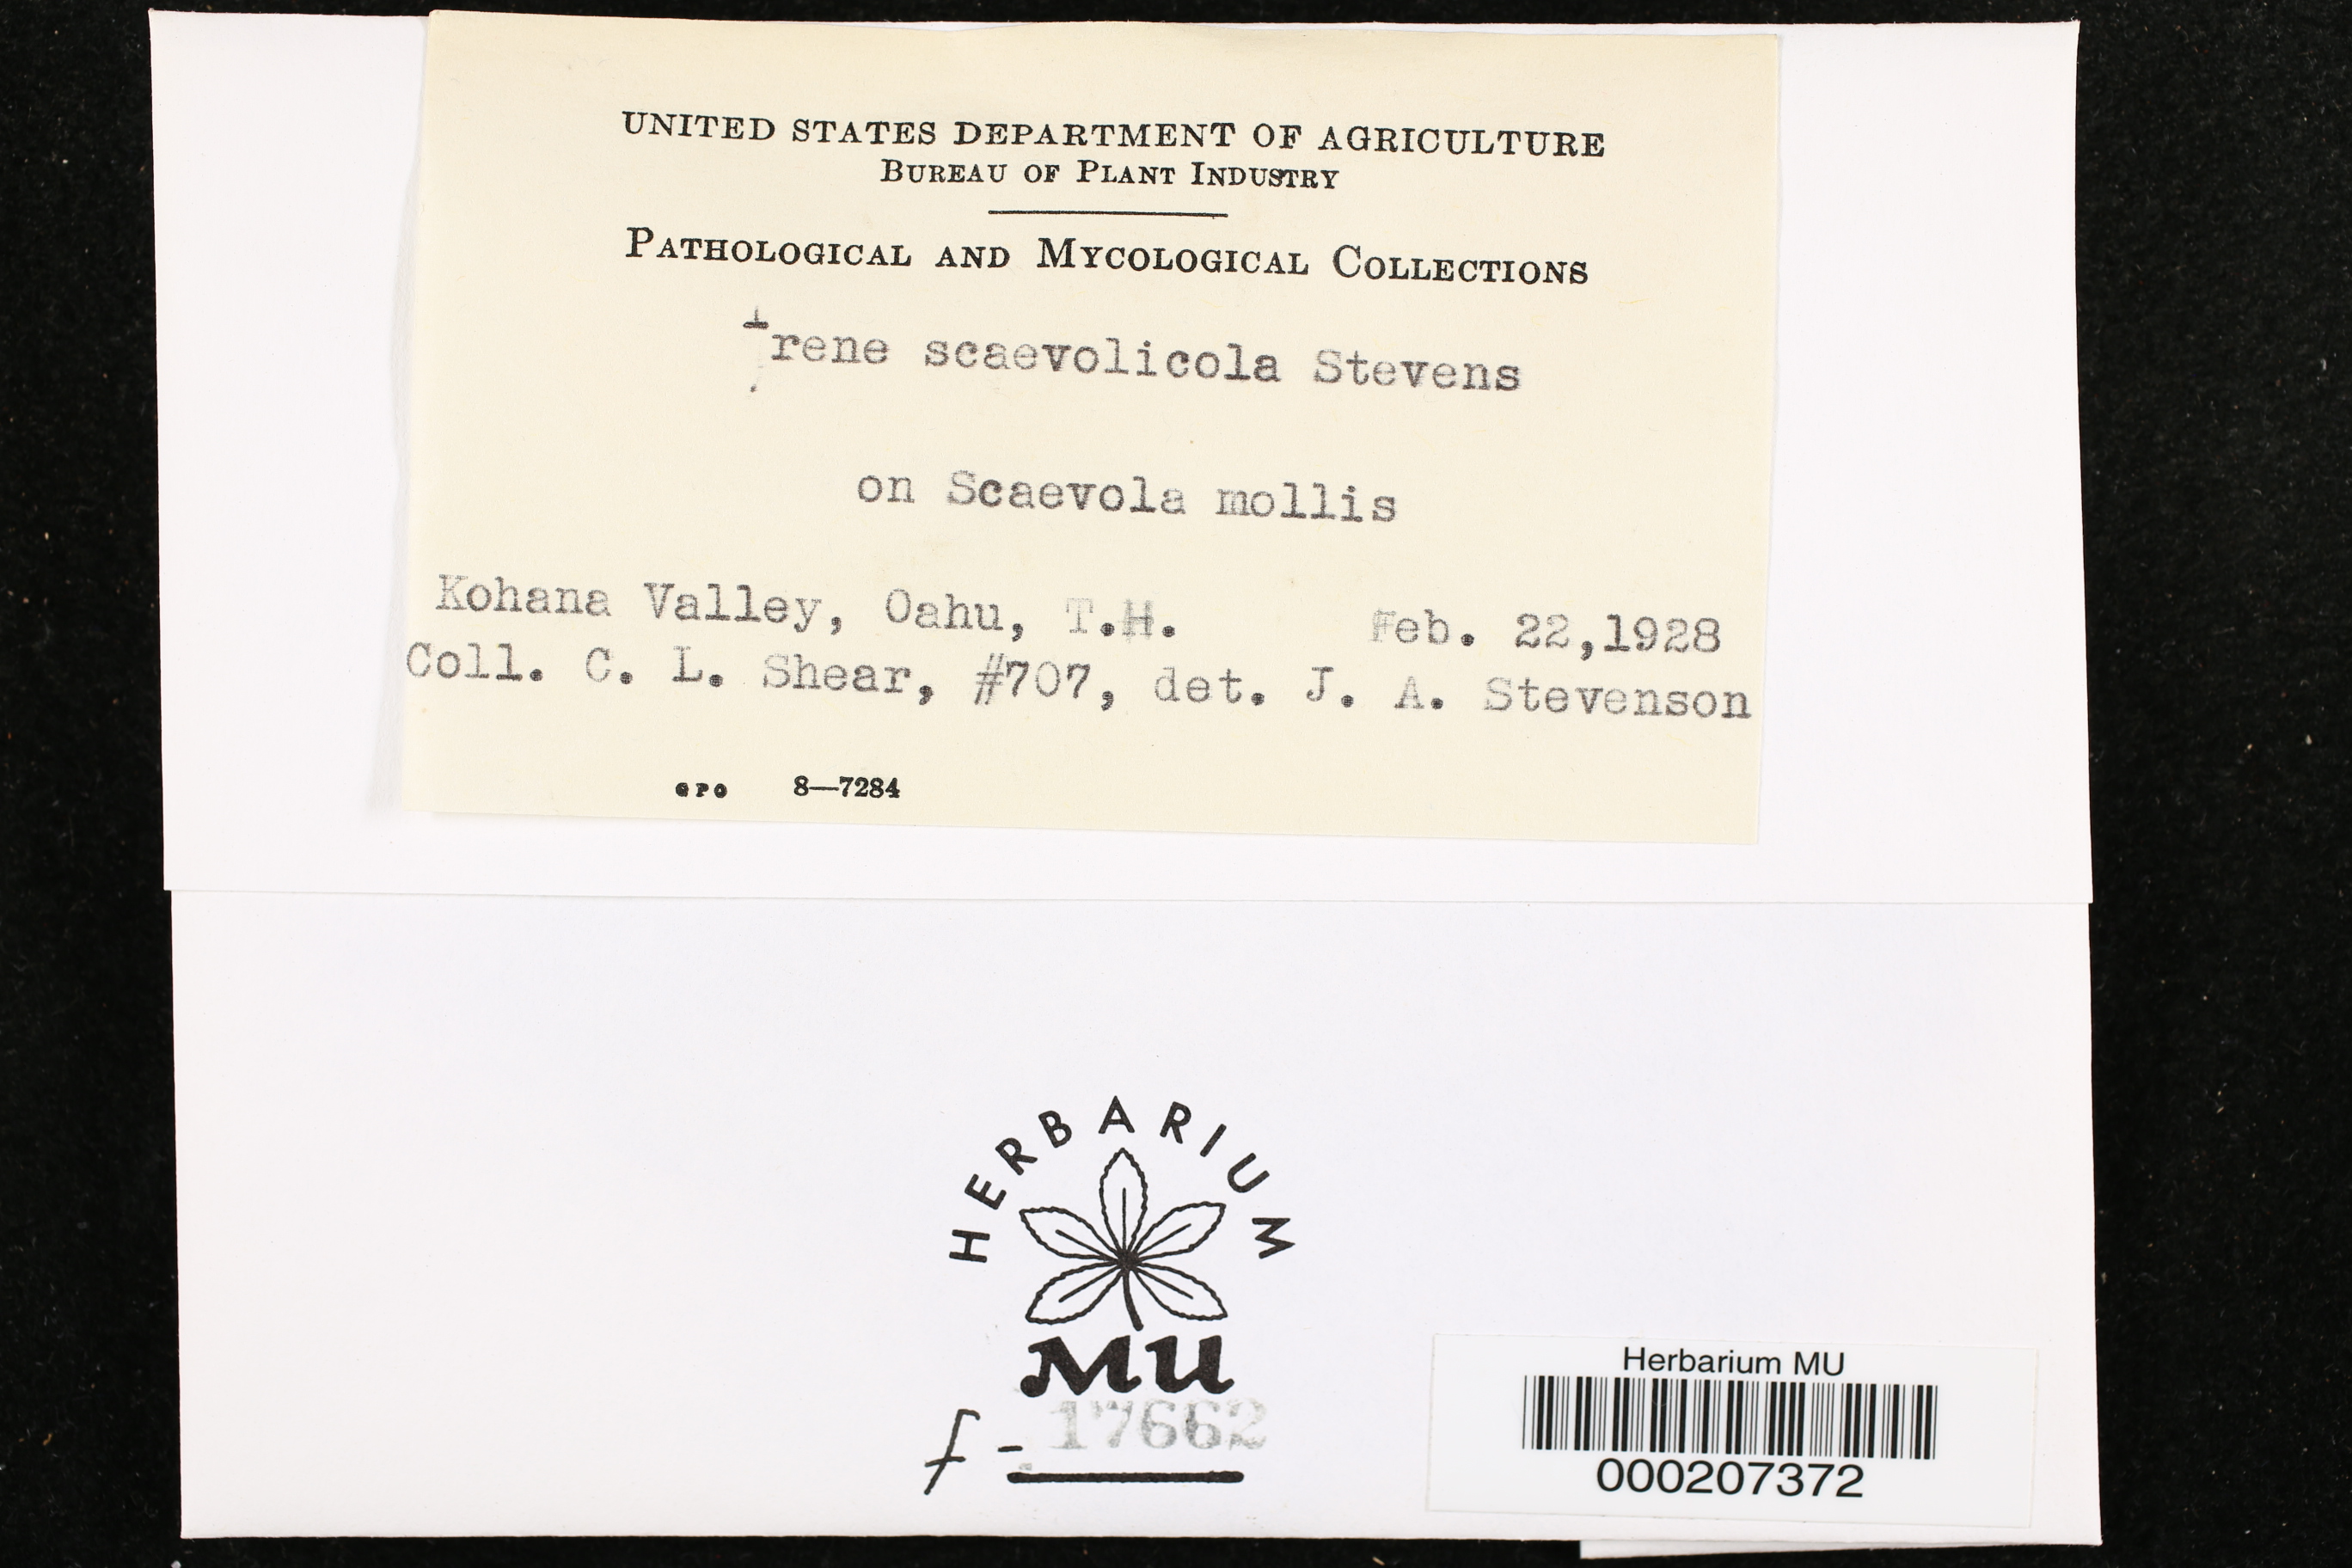 UNITED STATES DEPARTMENT OF AGRICULTURE
BUREAU OF PLANT INDUSTRY
PATHOLOGICAL AND MYCOLOGICAL COLLECTIONS
Irene scaevolicola Stevens
on Scaevola mollis
Kohana Valley, Oahu, T.H. Feb. 22,1928
Coll. C. L. Shear, #707, det. J. A. Stevenson
GPO 8—7284
HERBARIUM
MU
f - 17662
Herbarium MU
000207372